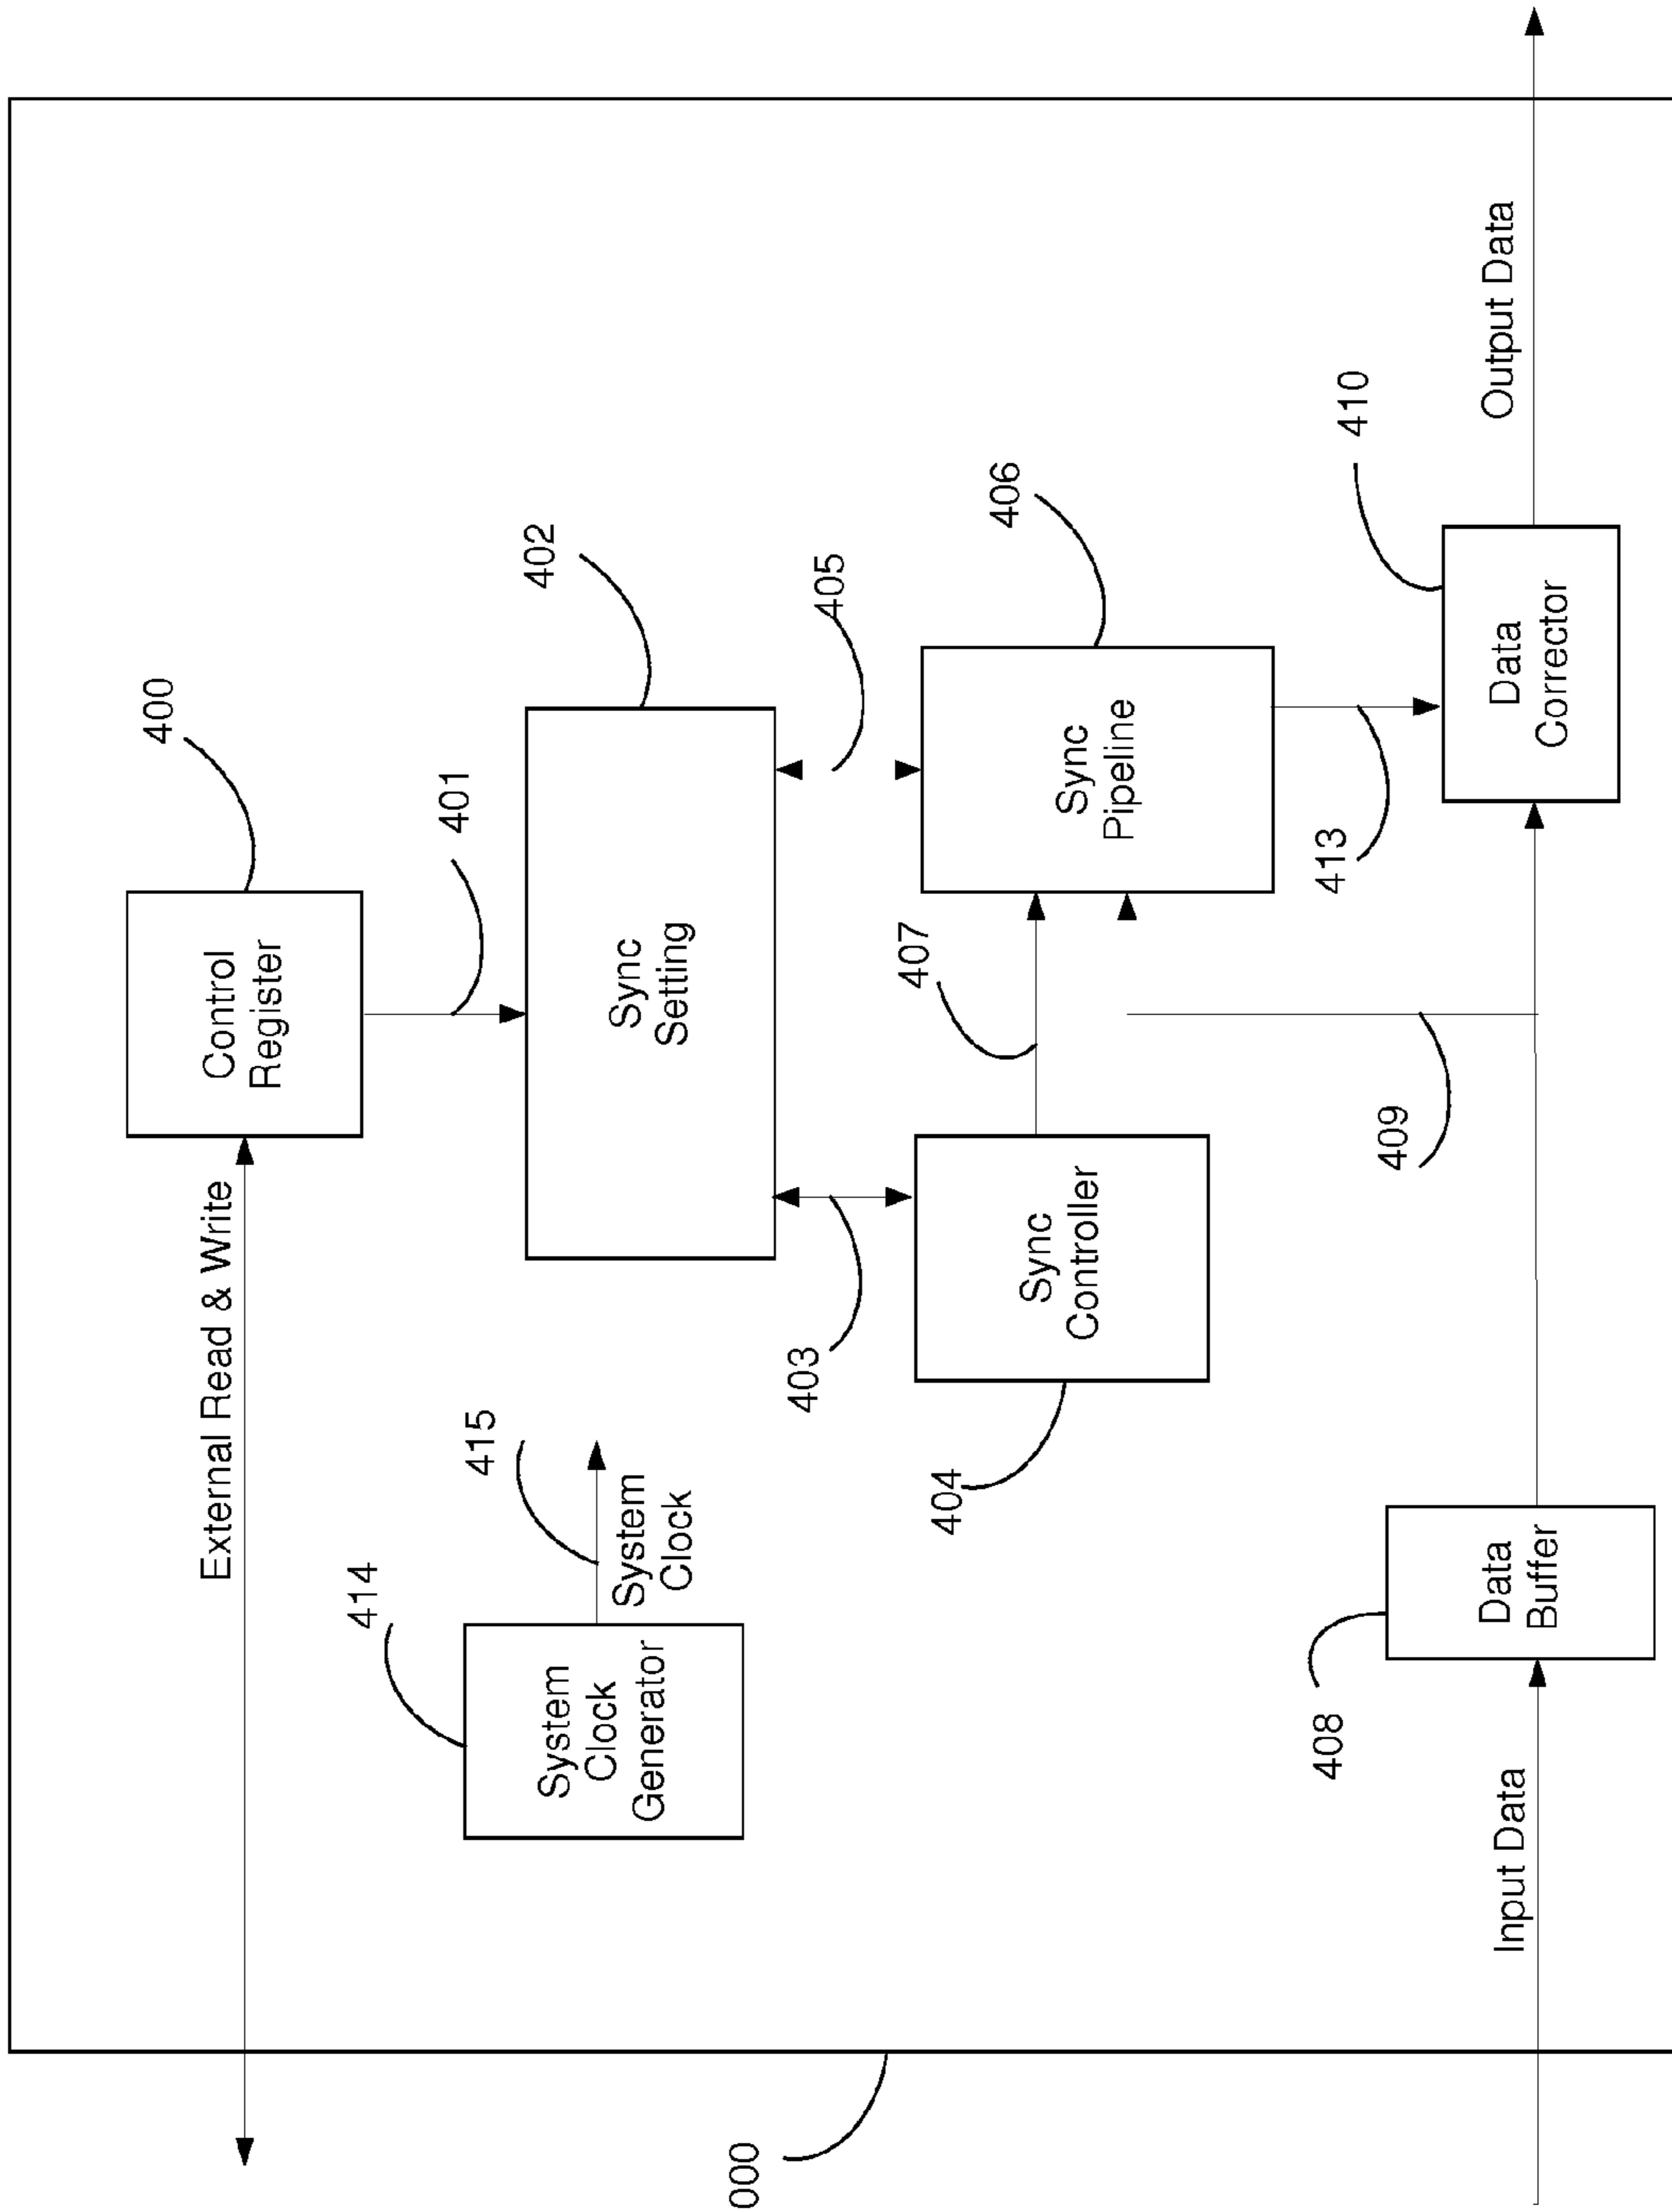 External Read & Write
Control
Register
400
401
414
System
Clock
Generator
415
System
Clock
Sync
Setting
402
403
405
404
Sync
Controller
407
Sync
Pipeline
406
000
409
413
408
Input Data
Data
Buffer
Data
Corrector
410
Output Data